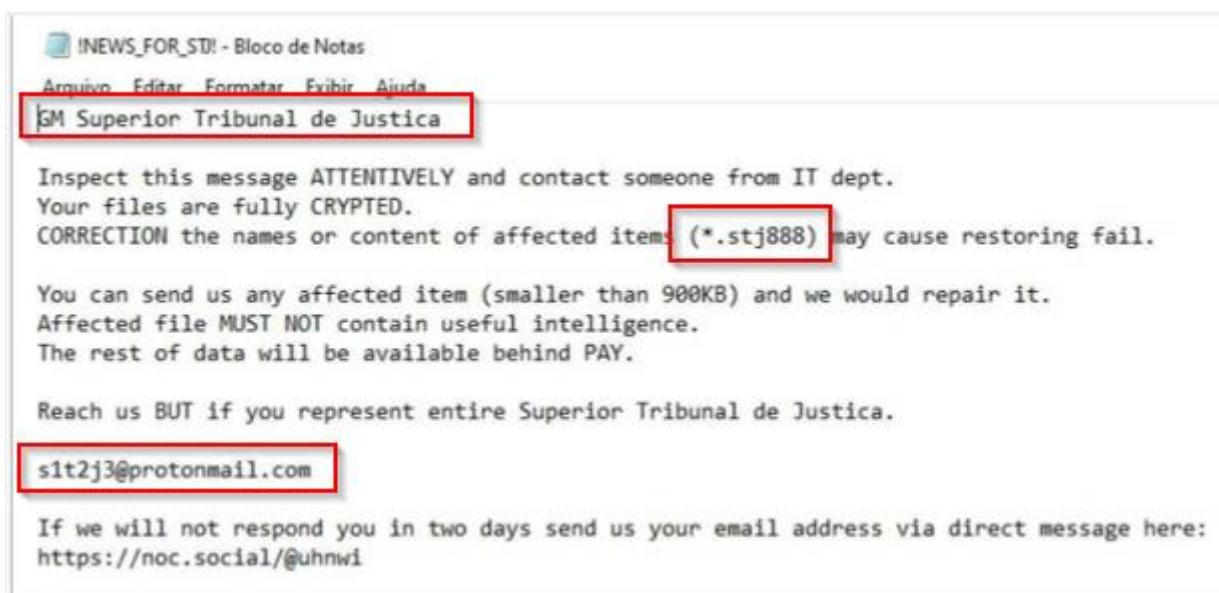 !NEWS_FOR_STJ! - Bloco de Notas
Arquivo Editar Formatar Exibir Ajuda
GM Superior Tribunal de Justica
Inspect this message ATTENTIVELY and contact someone from IT dept.
Your files are fully CRYPTED.
CORRECTION the names or content of affected items (*.stj888) may cause restoring fail.
You can send us any affected item (smaller than 900KB) and we would repair it.
Affected file MUST NOT contain useful intelligence.
The rest of data will be available behind PAY.
Reach us BUT if you represent entire Superior Tribunal de Justica.
s1t2j3@protonmail.com
If we will not respond you in two days send us your email address via direct message here:
https://noc.social/@uhnwi